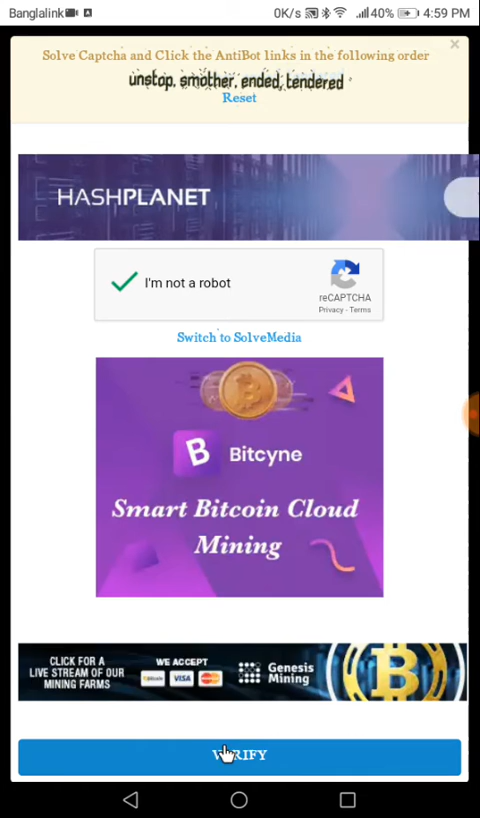 Banglalink
0K/s 40% 4:59 PM
×
Solve Captcha and Click the AntiBot links in the following order
unstop, smother, ended, tendered
Reset
HASHPLANET
I'm not a robot
reCAPTCHA
Privacy - Terms
Switch to SolveMedia
B Bitcyne
Smart Bitcoin Cloud
Mining
CLICK FOR A
LIVE STREAM OF OUR
MINING FARMS
WE ACCEPT
bitcoin VISA MasterCard
Genesis
Mining
VERIFY